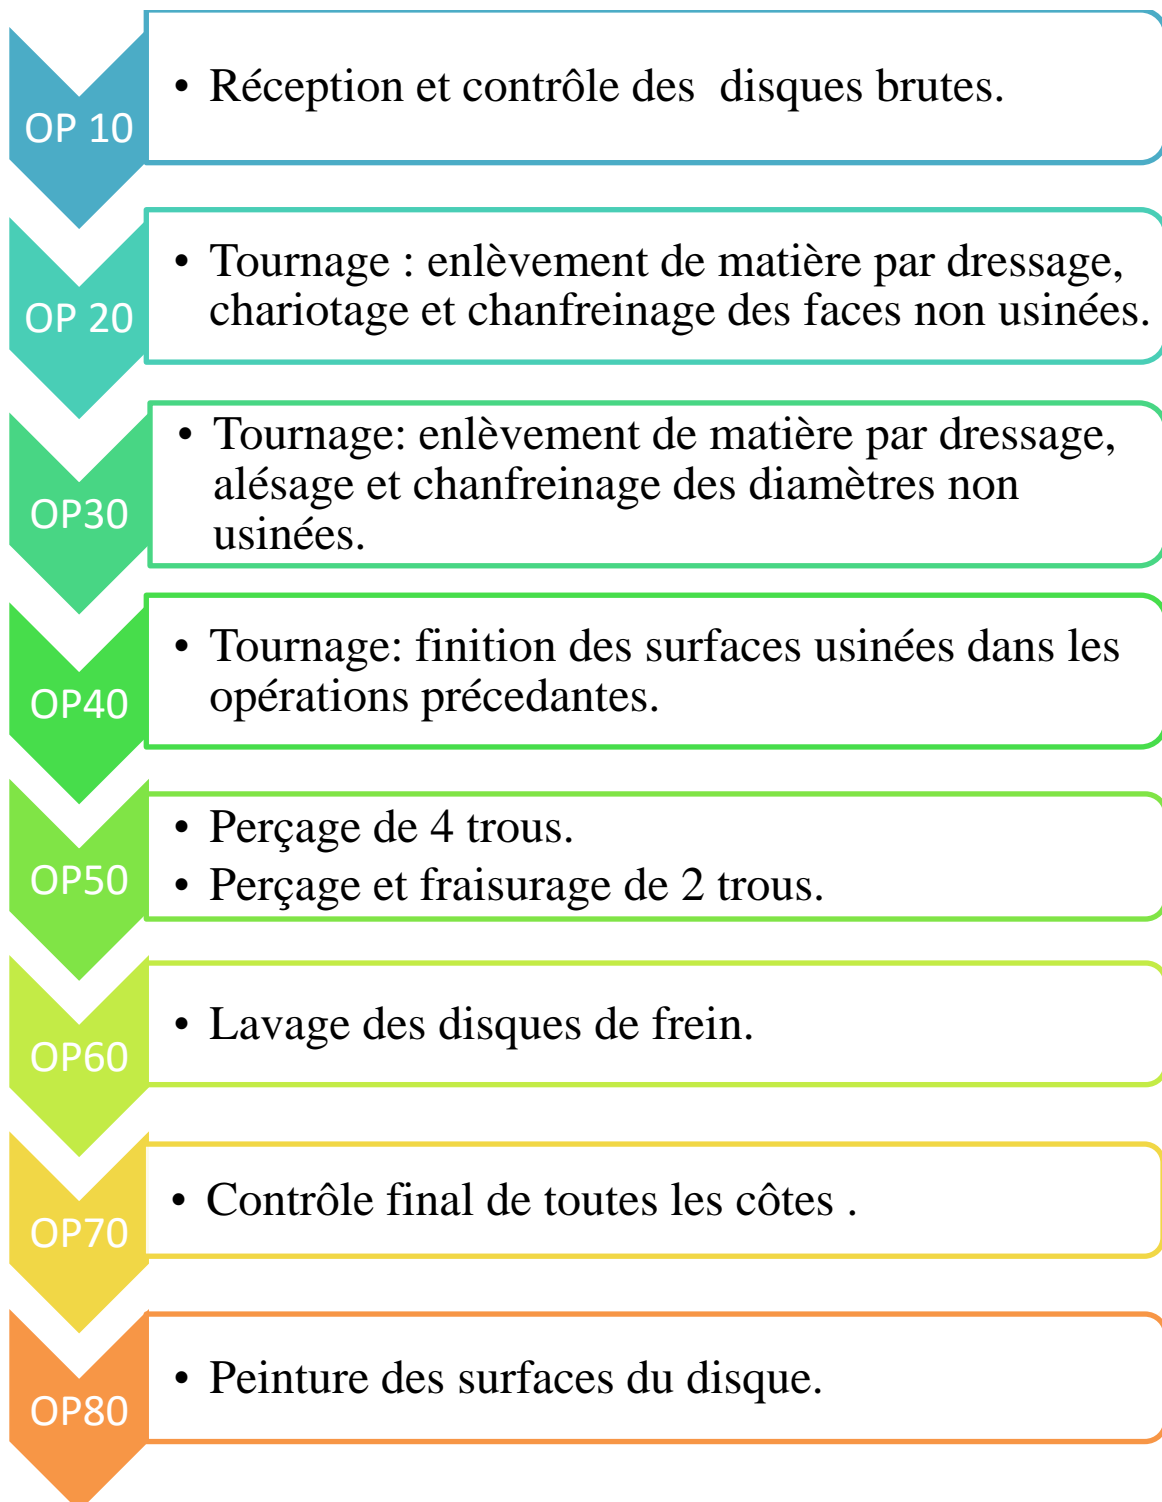 OP 10
• Réception et contrôle des  disques brutes.
OP 20
• Tournage : enlèvement de matière par dressage,
chariotage et chanfreinage des faces non usinées.
OP30
• Tournage: enlèvement de matière par dressage,
alésage et chanfreinage des diamètres non
usinées.
OP40
• Tournage: finition des surfaces usinées dans les
opérations précedantes.
OP50
• Perçage de 4 trous.
• Perçage et fraisurage de 2 trous.
OP60
• Lavage des disques de frein.
OP70
• Contrôle final de toutes les côtes .
OP80
• Peinture des surfaces du disque.